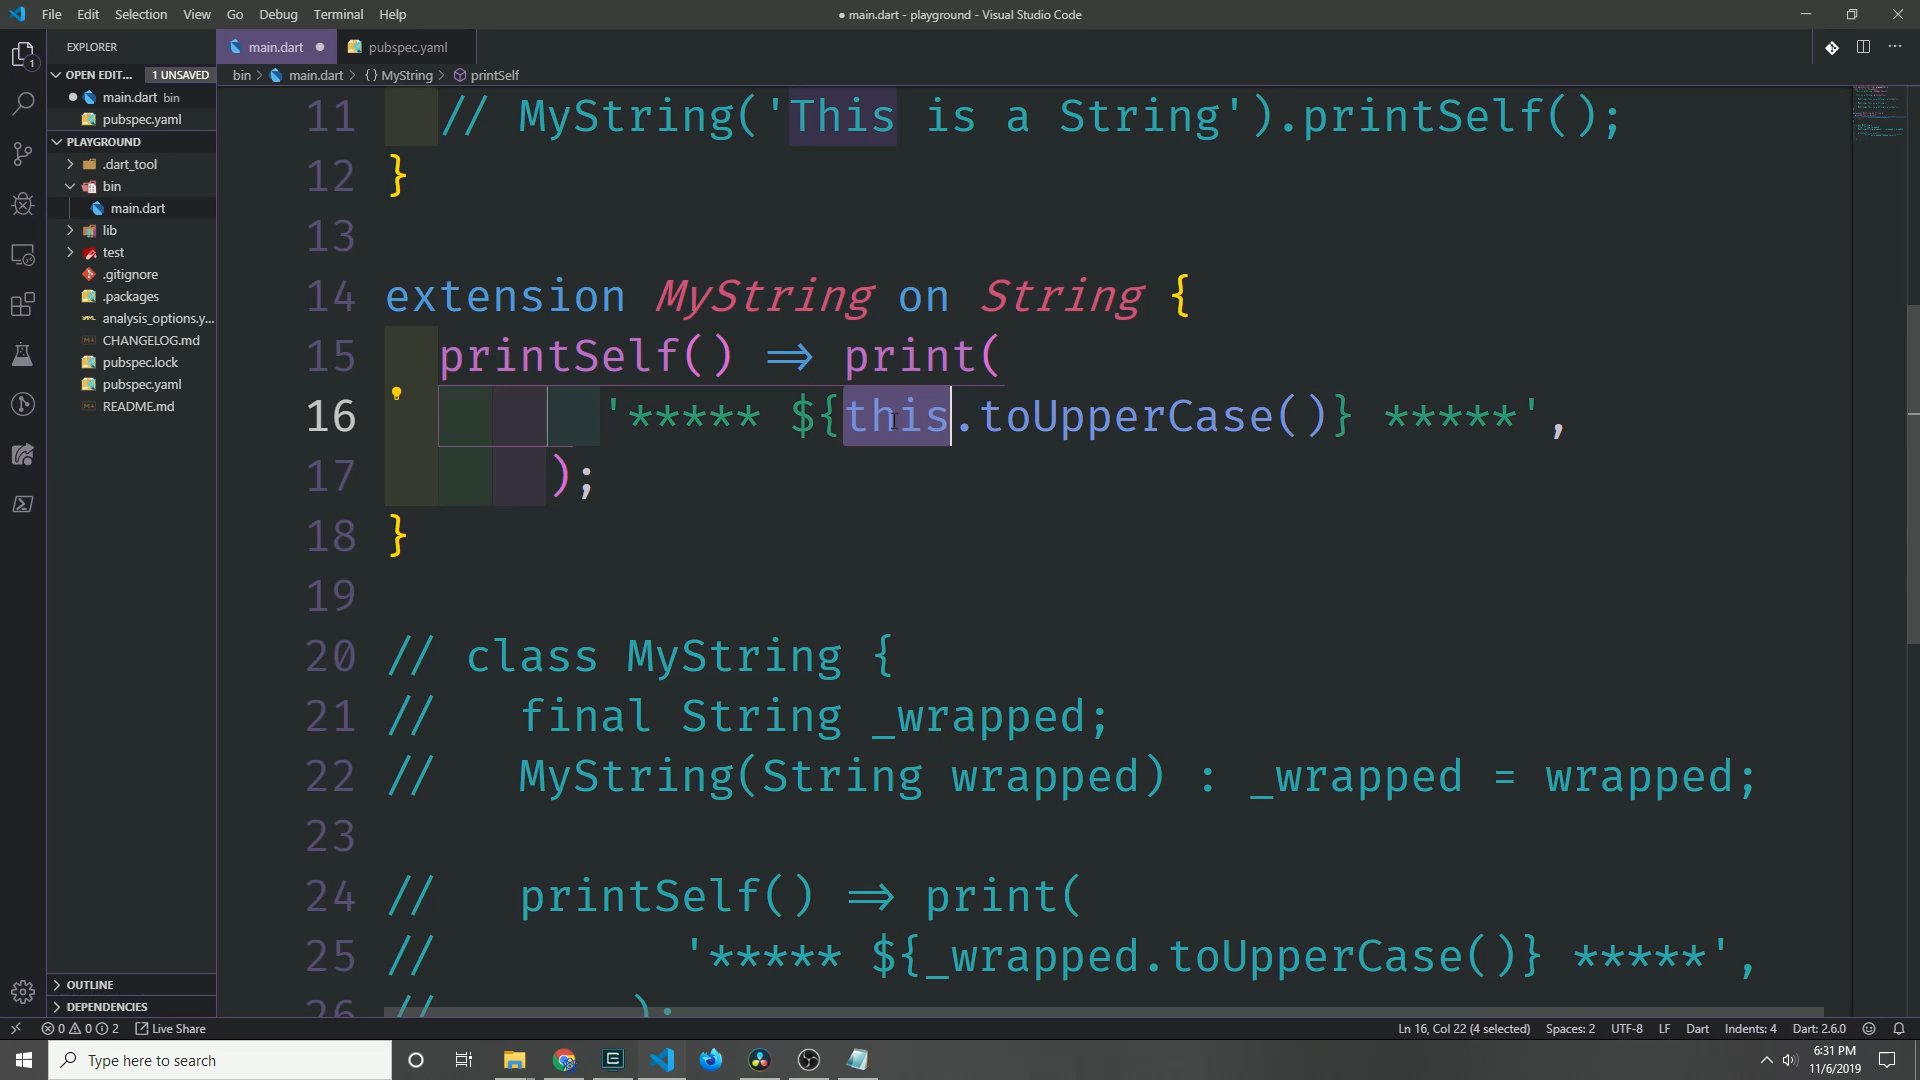 File Edit Selection View Go Debug Terminal Help
● main.dart - playground - Visual Studio Code
EXPLORER
main.dart
pubspec.yaml
OPEN EDIT... 1 UNSAVED
main.dart bin
pubspec.yaml
PLAYGROUND
.dart_tool
bin
main.dart
lib
test
.gitignore
.packages
analysis_options.y...
CHANGELOG.md
pubspec.lock
pubspec.yaml
README.md
OUTLINE
DEPENDENCIES
bin > main.dart > {} MyString > printSelf
11 // MyString('This is a String').printSelf();
12 }
13
14 extension MyString on String {
15 printSelf() => print(
16 '***** ${this.toUpperCase()} *****',
17 );
18 }
19
20 // class MyString {
21 // final String _wrapped;
22 // MyString(String wrapped) : _wrapped = wrapped;
23
24 // printSelf() => print(
25 // '***** ${_wrapped.toUpperCase()} *****',
26 // );
0 0 2 Live Share
Ln 16, Col 22 (4 selected) Spaces: 2 UTF-8 LF Dart Indents: 4 Dart: 2.6.0
Type here to search
6:31 PM
11/6/2019